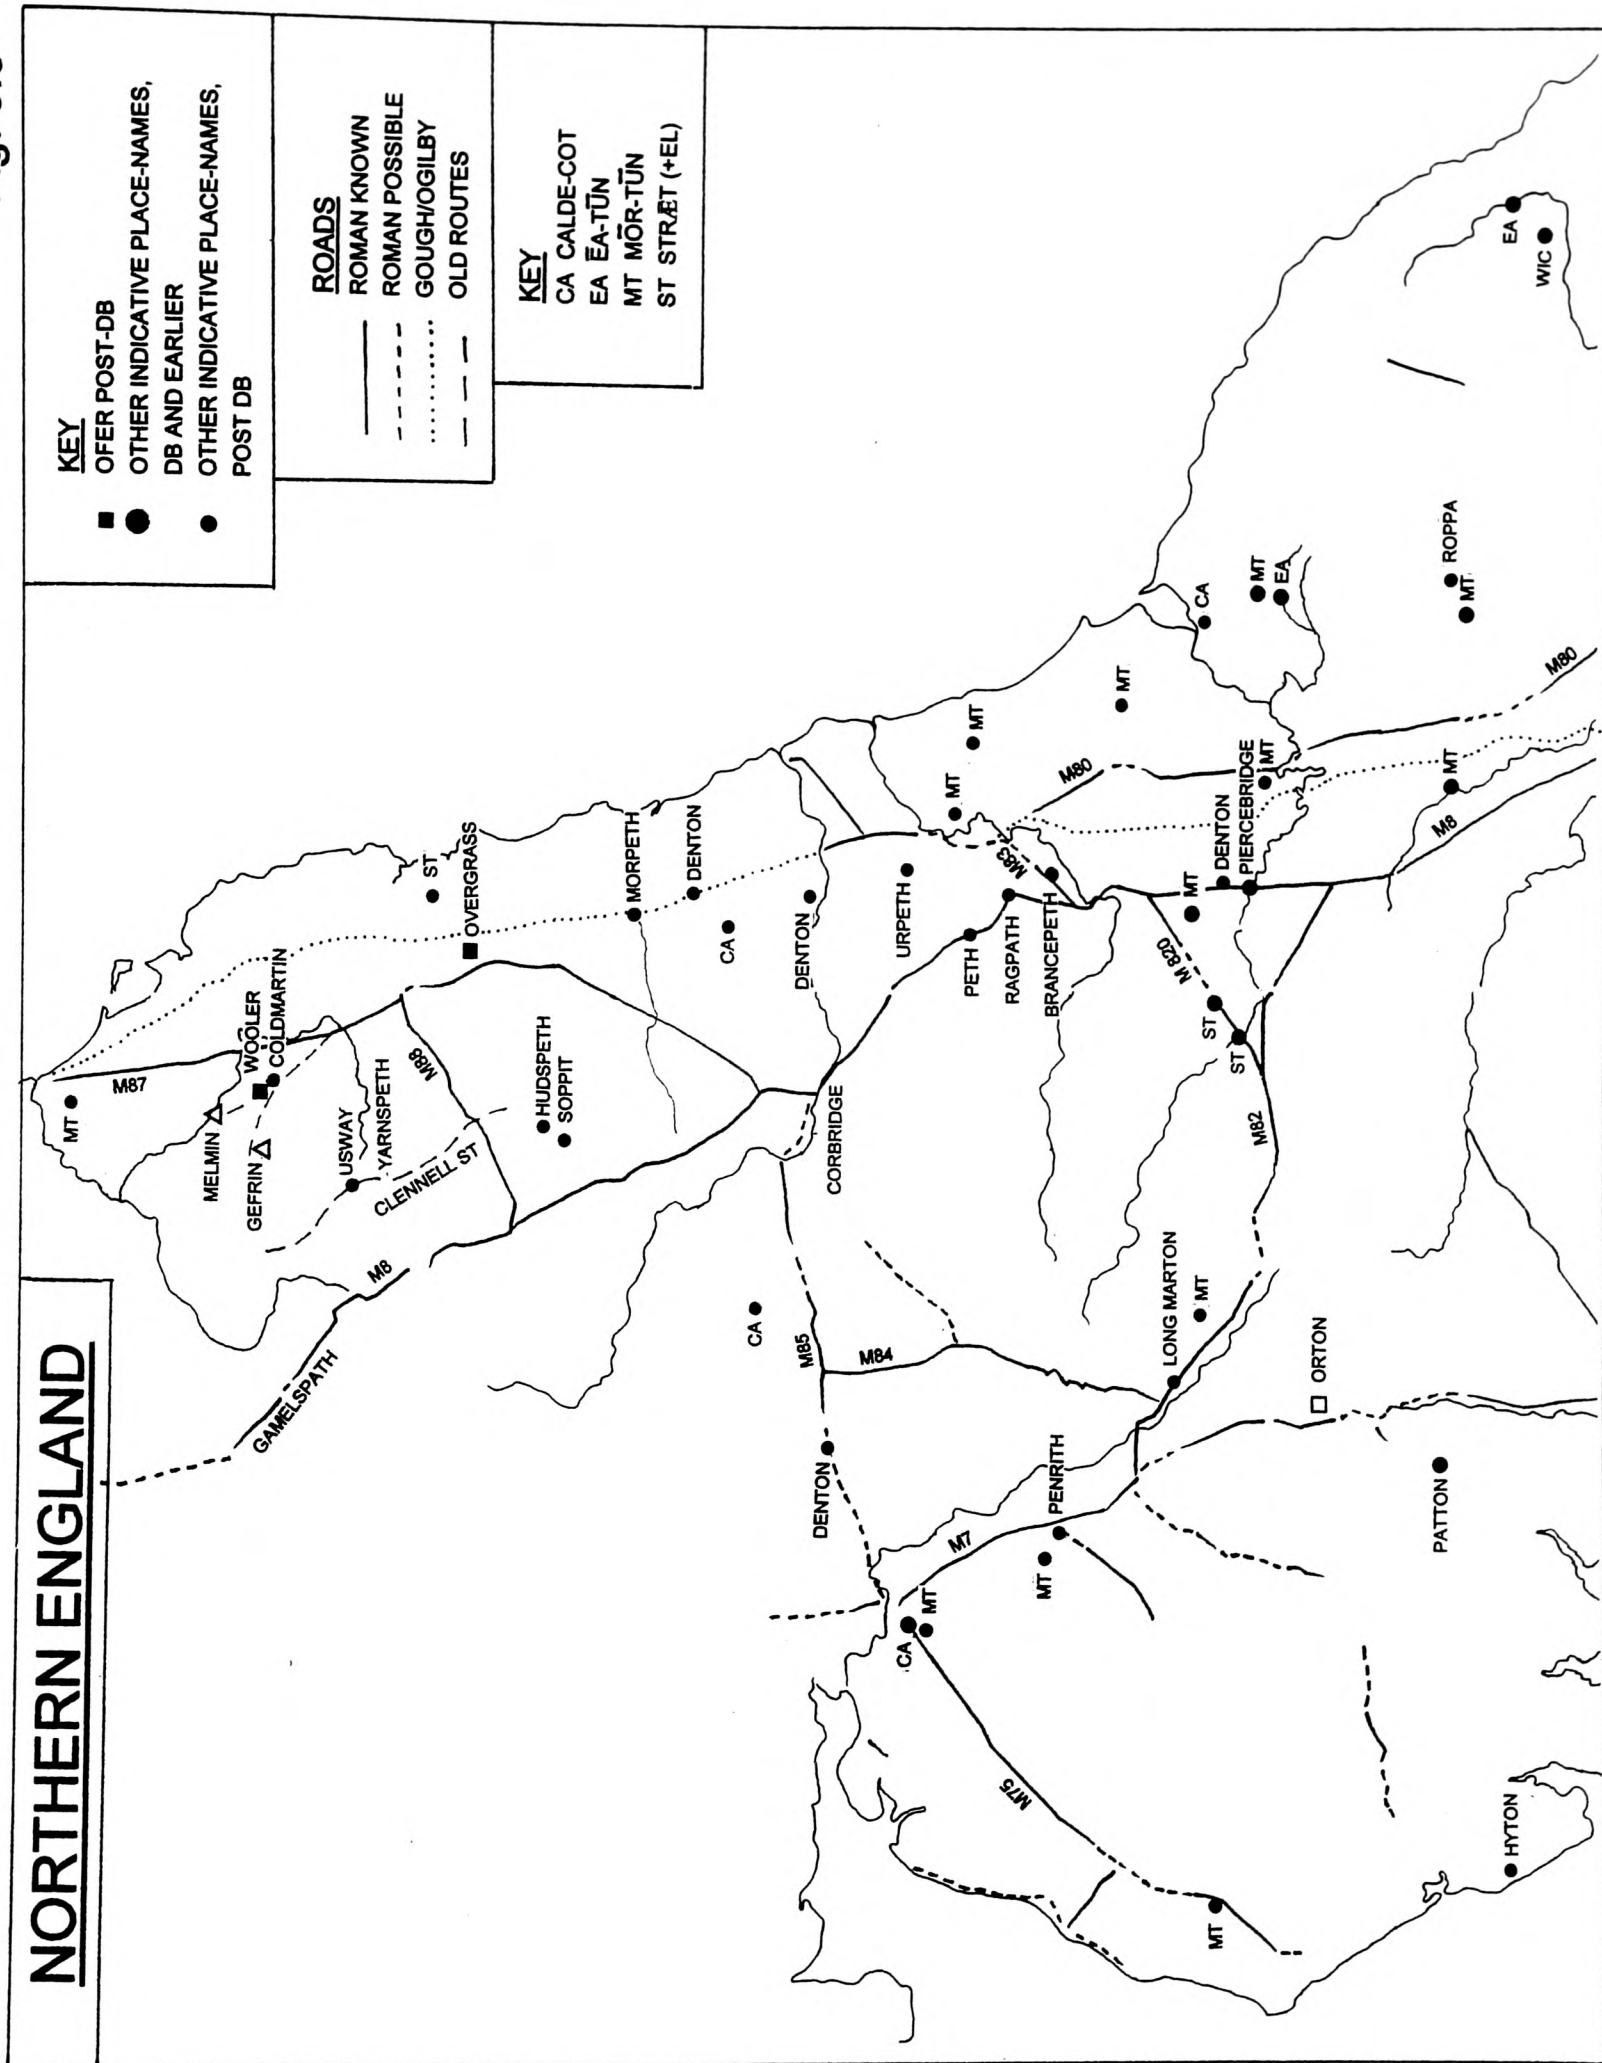 NORTHERN ENGLAND
KEY
OFER POST-DB
OTHER INDICATIVE PLACE-NAMES,
DB AND EARLIER
OTHER INDICATIVE PLACE-NAMES,
POST DB
ROADS
ROMAN KNOWN
ROMAN POSSIBLE
GOUGH/OGILBY
OLD ROUTES
KEY
CA CALDE-COT
EA ĒA-TŪN
MT MŌR-TŪN
ST STRǢT (+EL)
MT
M87
MELMIN
WOOLER
COLDMARTIN
GEFRIN
USWAY
YARNSPETH
CLENNELL ST
M88
M8
GAMELSPATH
ST
OVERGRASS
HUDSPETH
SOPPIT
MORPETH
DENTON
CA
DENTON
CORBRIDGE
CA
M85
M84
DENTON
URPETH
PETH
RAGPATH
BRANCEPETH
M83
MT
MT
M80
MT
CA
MT
EA
MT
DENTON
PIERCEBRIDGE
MT
M 820
ST
ST
M82
LONG MARTON
MT
PENRITH
MT
M7
CA
MT
M75
MT
ORTON
PATTON
HYTON
MT
M8
M80
ROPPA
MT
EA
WIC